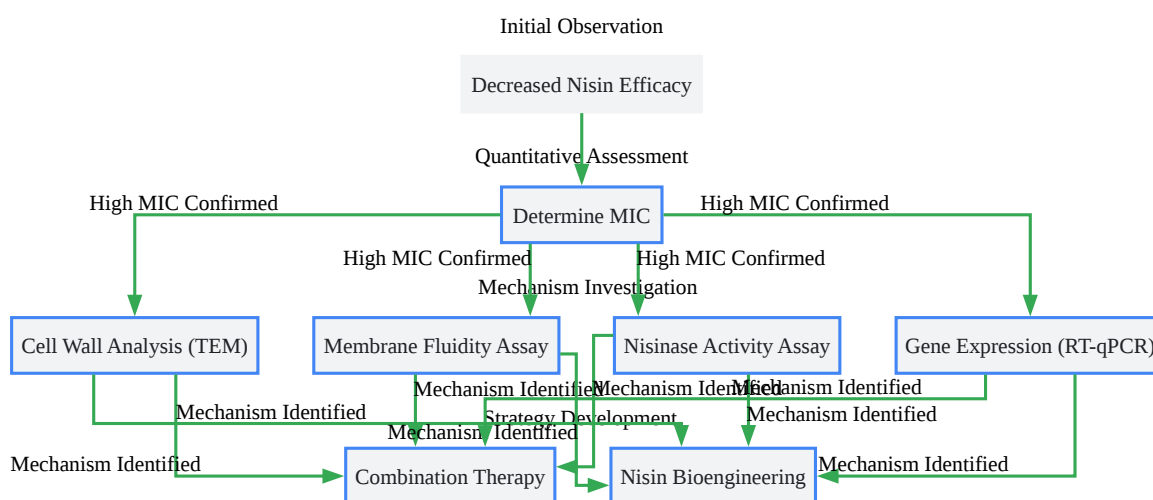 Initial Observation
Decreased Nisin Efficacy
Quantitative Assessment
High MIC Confirmed
Determine MIC
High MIC Confirmed
High MIC Confirmed
High MIC Confirmed
Mechanism Investigation
Cell Wall Analysis (TEM)
Membrane Fluidity Assay
Nisinase Activity Assay
Gene Expression (RT-qPCR)
Mechanism Identified
Mechanism Identified
Mechanism Identified
Mechanism Identified
Strategy Development
Mechanism Identified
Mechanism Identified
Mechanism Identified
Combination Therapy
Nisin Bioengineering
Mechanism Identified